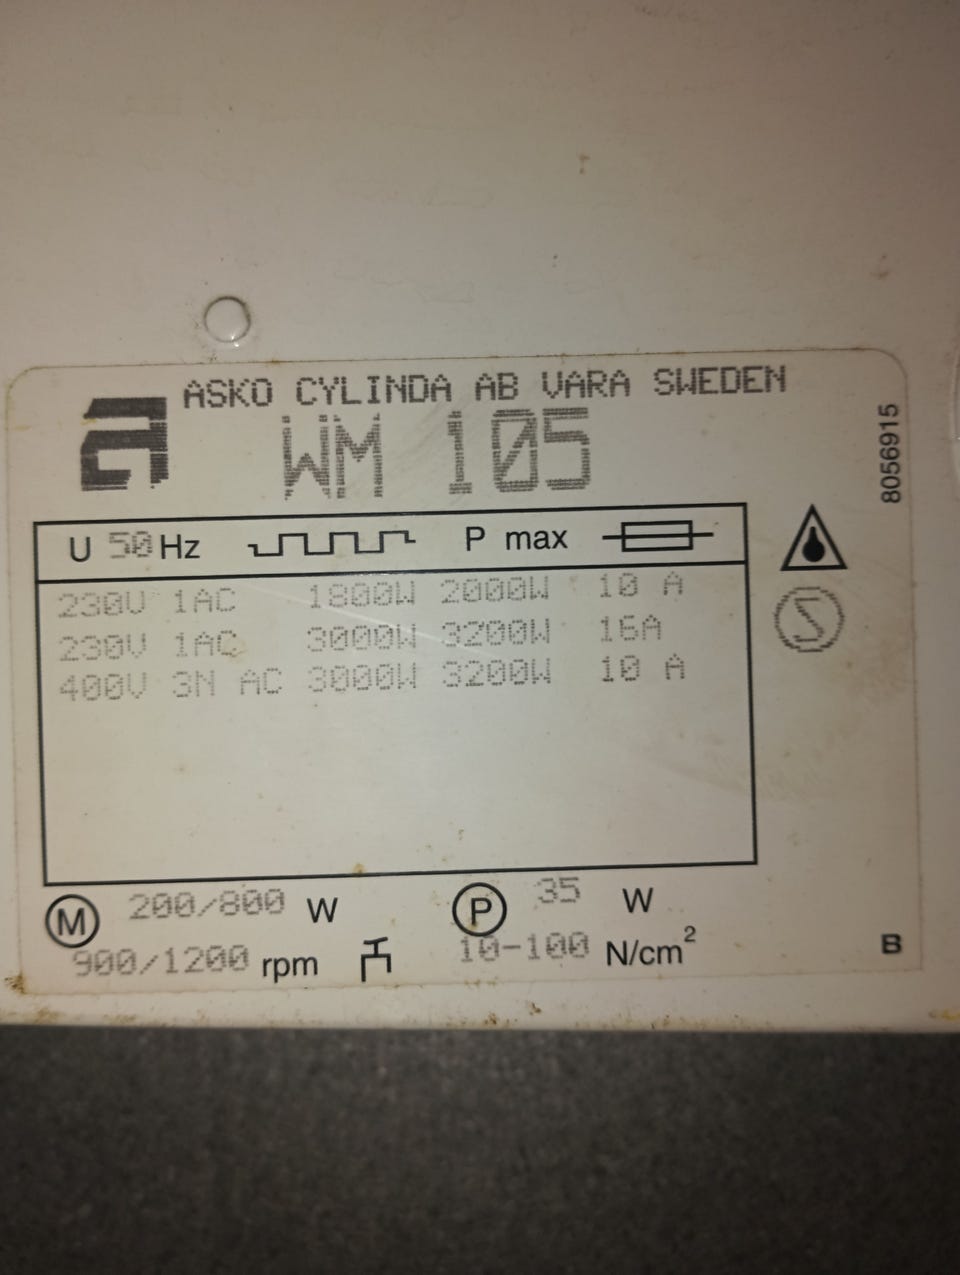 ASKO CYLINDA AB VARA SWEDEN
WM 105
8056915
U 50 Hz P max
230V 1AC 1800W 2000W 10 A
230V 1AC 3000W 3200W 16A
400V 3N AC 3000W 3200W 10 A
S
M 200/800 W P 35 W
900/1200 rpm 10-100 N/cm²
B